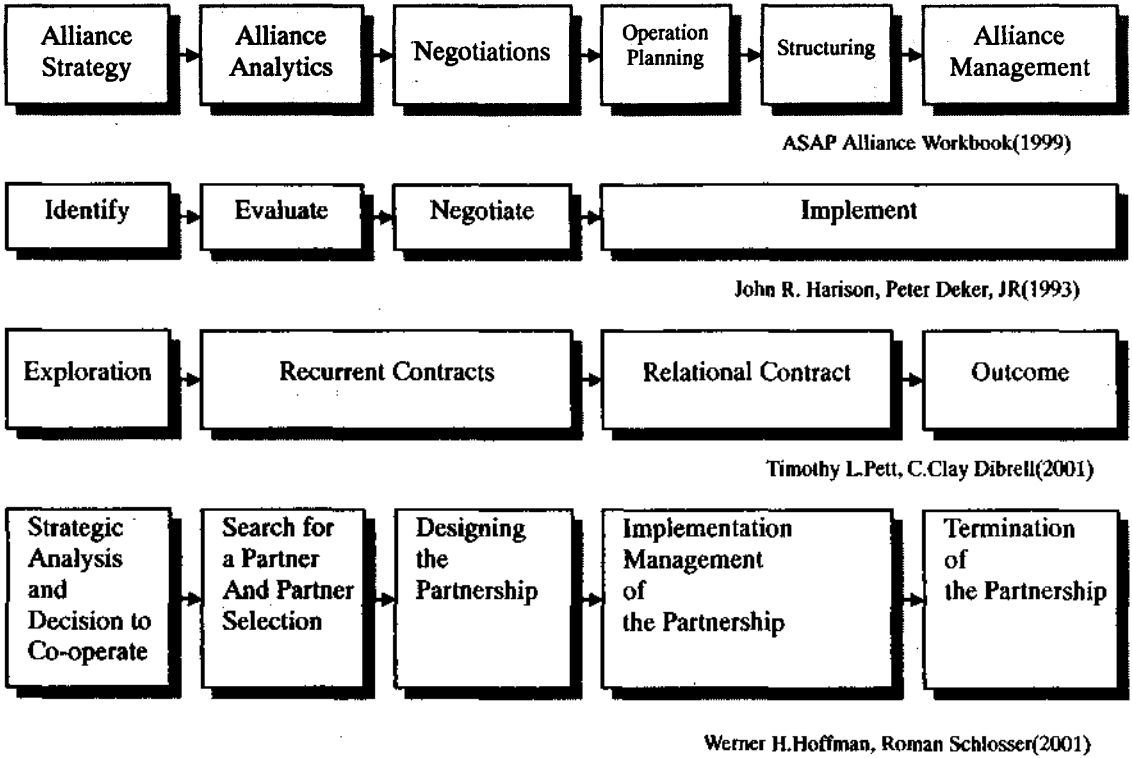 Alliance
Strategy
Alliance
Analytics
Negotiations
Operation
Planning
Structuring
Alliance
Management
ASAP Alliance Workbook(1999)
Identify
Evaluate
Negotiate
Implement
John R. Harison, Peter Deker, JR(1993)
Exploration
Recurrent Contracts
Relational Contract
Outcome
Timothy L.Pett, C.Clay Dibrell(2001)
Strategic
Analysis
and
Decision to
Co-operate
Search for
a Partner
And Partner
Selection
Designing
the
Partnership
Implementation
Management
of
the Partnership
Termination
of
the Partnership
Werner H.Hoffman, Roman Schlosser(2001)